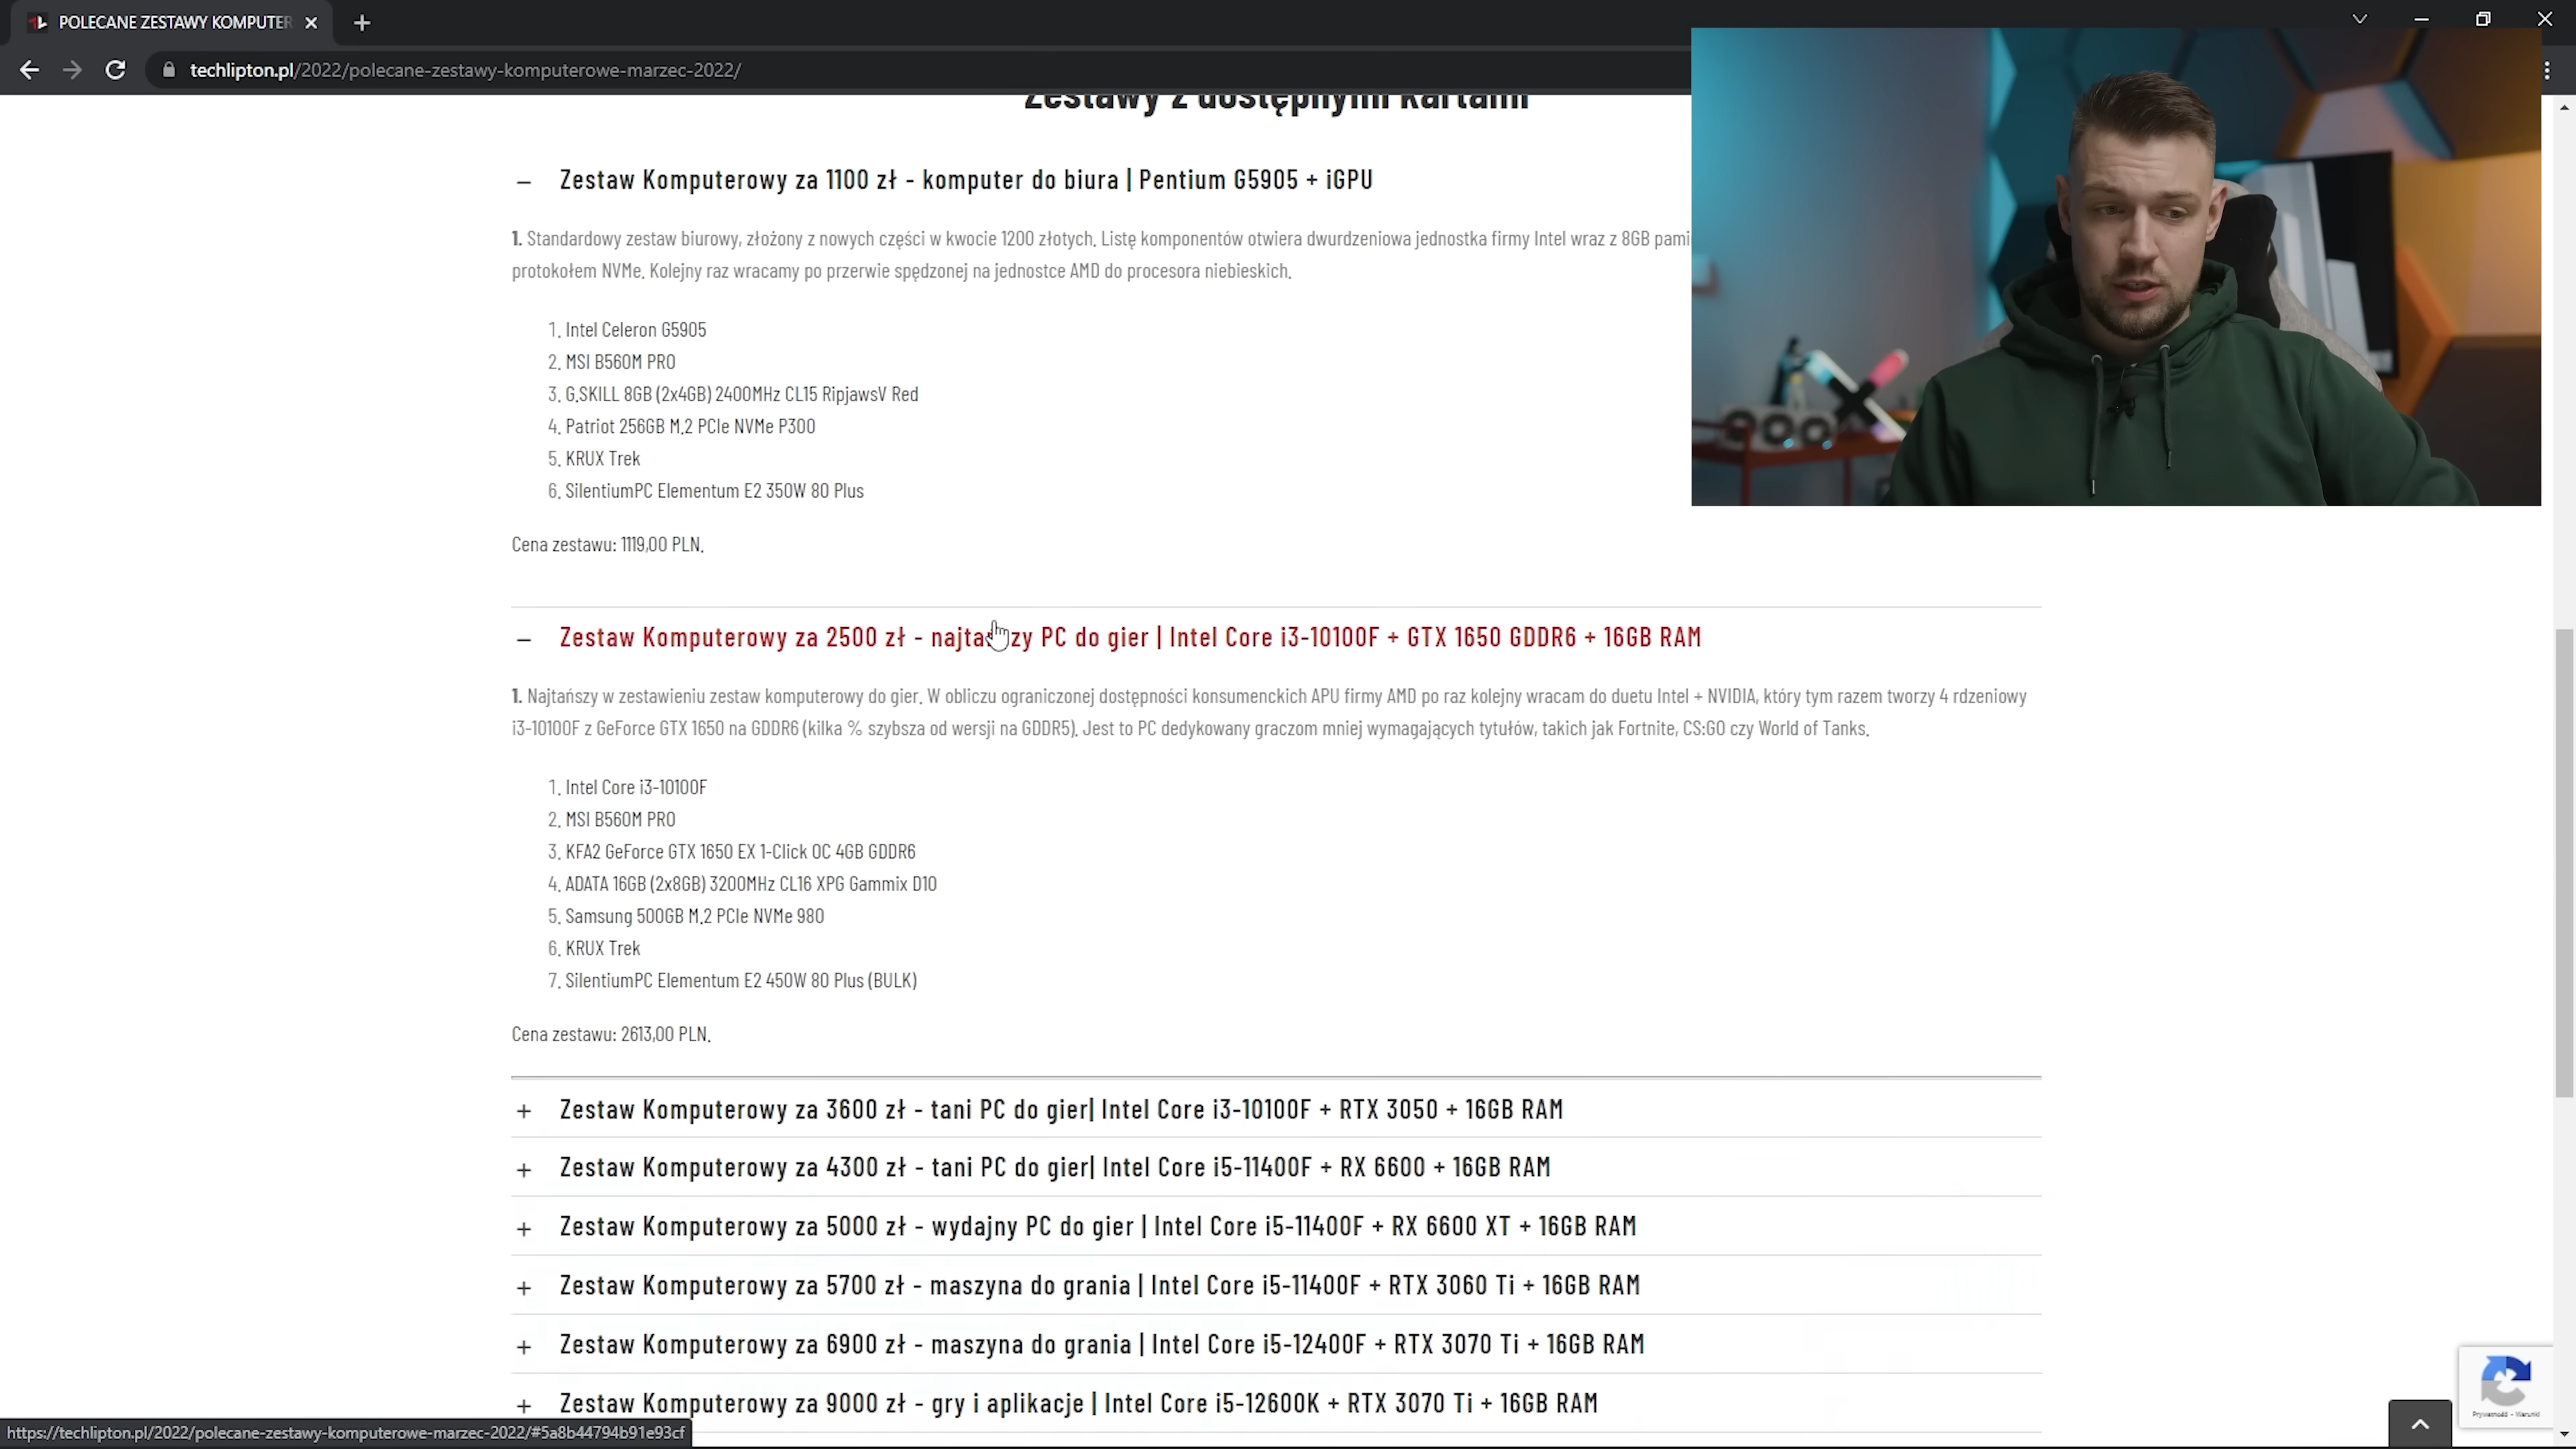 POLECANE ZESTAWY KOMPUTER
techlipton.pl/2022/polecane-zestawy-komputerowe-marzec-2022/
Zestawy z dostępnymi kartami
Zestaw Komputerowy za 1100 zł - komputer do biura | Pentium G5905 + iGPU
1. Standardowy zestaw biurowy, złożony z nowych części w kwocie 1200 złotych. Listę komponentów otwiera dwurdzeniowa jednostka firmy Intel wraz z 8GB pami
protokołem NVMe. Kolejny raz wracamy po przerwie spędzonej na jednostce AMD do procesora niebieskich.
1. Intel Celeron G5905
2. MSI B560M PRO
3. G.SKILL 8GB (2x4GB) 2400MHz CL15 RipjawsV Red
4. Patriot 256GB M.2 PCIe NVMe P300
5. KRUX Trek
6. SilentiumPC Elementum E2 350W 80 Plus
Cena zestawu: 1119,00 PLN.
Zestaw Komputerowy za 2500 zł - najtańszy PC do gier | Intel Core i3-10100F + GTX 1650 GDDR6 + 16GB RAM
1. Najtańszy w zestawieniu zestaw komputerowy do gier. W obliczu ograniczonej dostępności konsumenckich APU firmy AMD po raz kolejny wracam do duetu Intel + NVIDIA, który tym razem tworzy 4 rdzeniowy
i3-10100F z GeForce GTX 1650 na GDDR6 (kilka % szybsza od wersji na GDDR5). Jest to PC dedykowany graczom mniej wymagających tytułów, takich jak Fortnite, CS:GO czy World of Tanks.
1. Intel Core i3-10100F
2. MSI B560M PRO
3. KFA2 GeForce GTX 1650 EX 1-Click OC 4GB GDDR6
4. ADATA 16GB (2x8GB) 3200MHz CL16 XPG Gammix D10
5. Samsung 500GB M.2 PCIe NVMe 980
6. KRUX Trek
7. SilentiumPC Elementum E2 450W 80 Plus (BULK)
Cena zestawu: 2613,00 PLN.
Zestaw Komputerowy za 3600 zł - tani PC do gier| Intel Core i3-10100F + RTX 3050 + 16GB RAM
Zestaw Komputerowy za 4300 zł - tani PC do gier| Intel Core i5-11400F + RX 6600 + 16GB RAM
Zestaw Komputerowy za 5000 zł - wydajny PC do gier | Intel Core i5-11400F + RX 6600 XT + 16GB RAM
Zestaw Komputerowy za 5700 zł - maszyna do grania | Intel Core i5-11400F + RTX 3060 Ti + 16GB RAM
Zestaw Komputerowy za 6900 zł - maszyna do grania | Intel Core i5-12400F + RTX 3070 Ti + 16GB RAM
Zestaw Komputerowy za 9000 zł - gry i aplikacje | Intel Core i5-12600K + RTX 3070 Ti + 16GB RAM
Prywatność - Warunki
https://techlipton.pl/2022/polecane-zestawy-komputerowe-marzec-2022/#5a8b44794b91e93cf